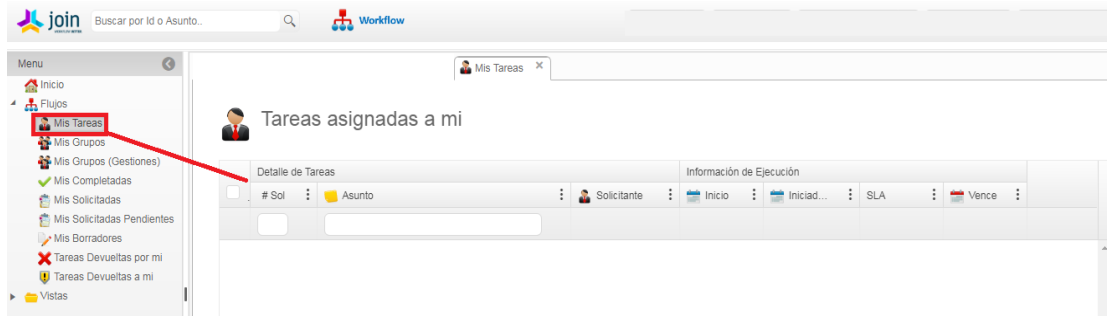 join
Buscar por Id o Asunto..
Workflow
Menu
Mis Tareas
Inicio
Flujos
Mis Tareas
Mis Grupos
Mis Grupos (Gestiones)
Mis Completadas
Mis Solicitadas
Mis Solicitadas Pendientes
Mis Borradores
Tareas Devueltas por mi
Tareas Devueltas a mi
Vistas
Tareas asignadas a mi
Detalle de Tareas Información de Ejecución
# Sol Asunto Solicitante Inicio Iniciad... SLA Vence